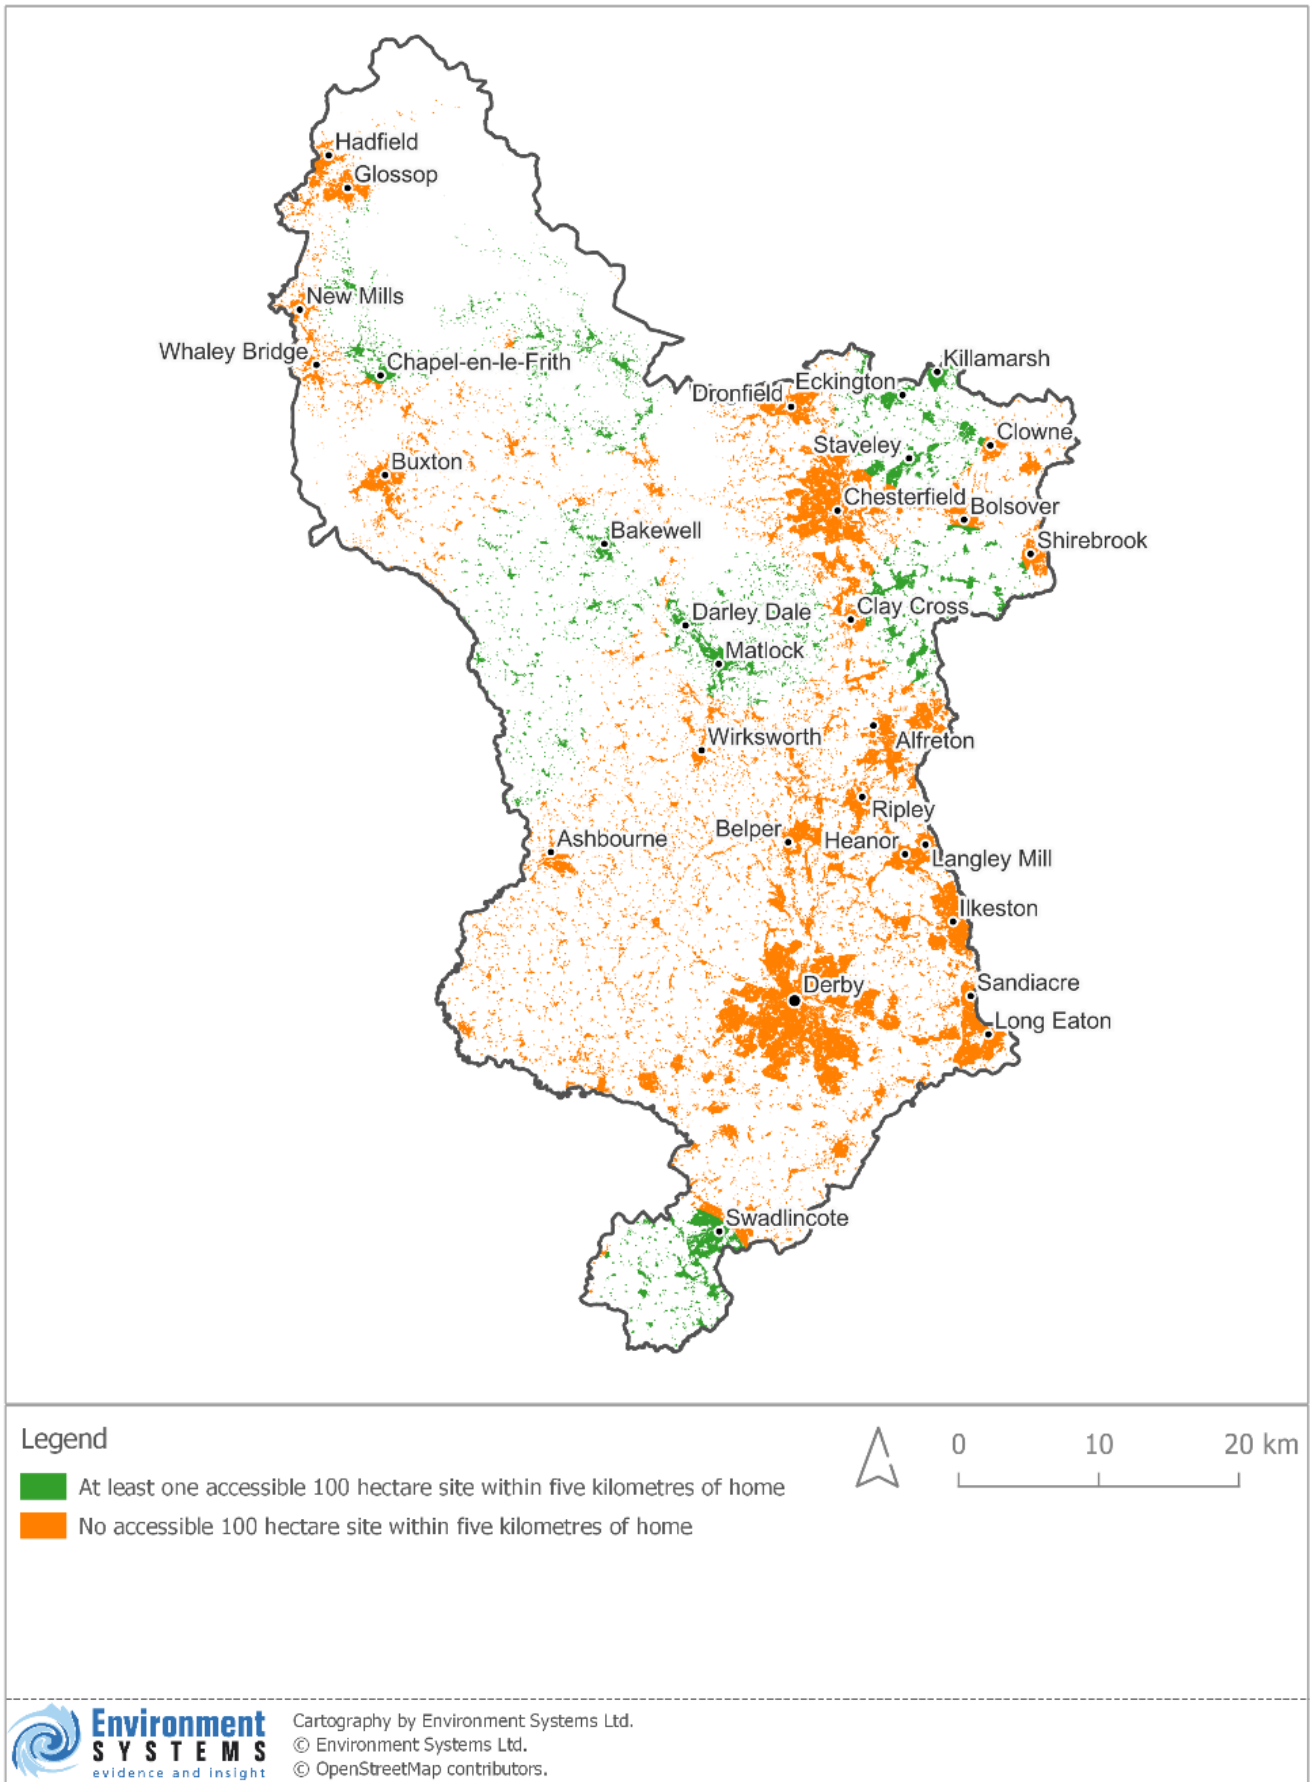 Hadfield
Glossop
New Mills
Whaley Bridge
Chapel-en-le-Frith
Killamarsh
Eckington
Dronfield
Clowne
Staveley
Buxton
Chesterfield
Bolsover
Bakewell
Shirebrook
Clay Cross
Darley Dale
Matlock
Wirksworth
Alfreton
Ripley
Belper
Heanor
Ashbourne
Langley Mill
Ilkeston
Sandiacre
Derby
Long Eaton
Swadlincote
Legend
0 10 20 km
At least one accessible 100 hectare site within five kilometres of home
No accessible 100 hectare site within five kilometres of home
Environment
SYSTEMS
evidence and insight
Cartography by Environment Systems Ltd.
© Environment Systems Ltd.
© OpenStreetMap contributors.